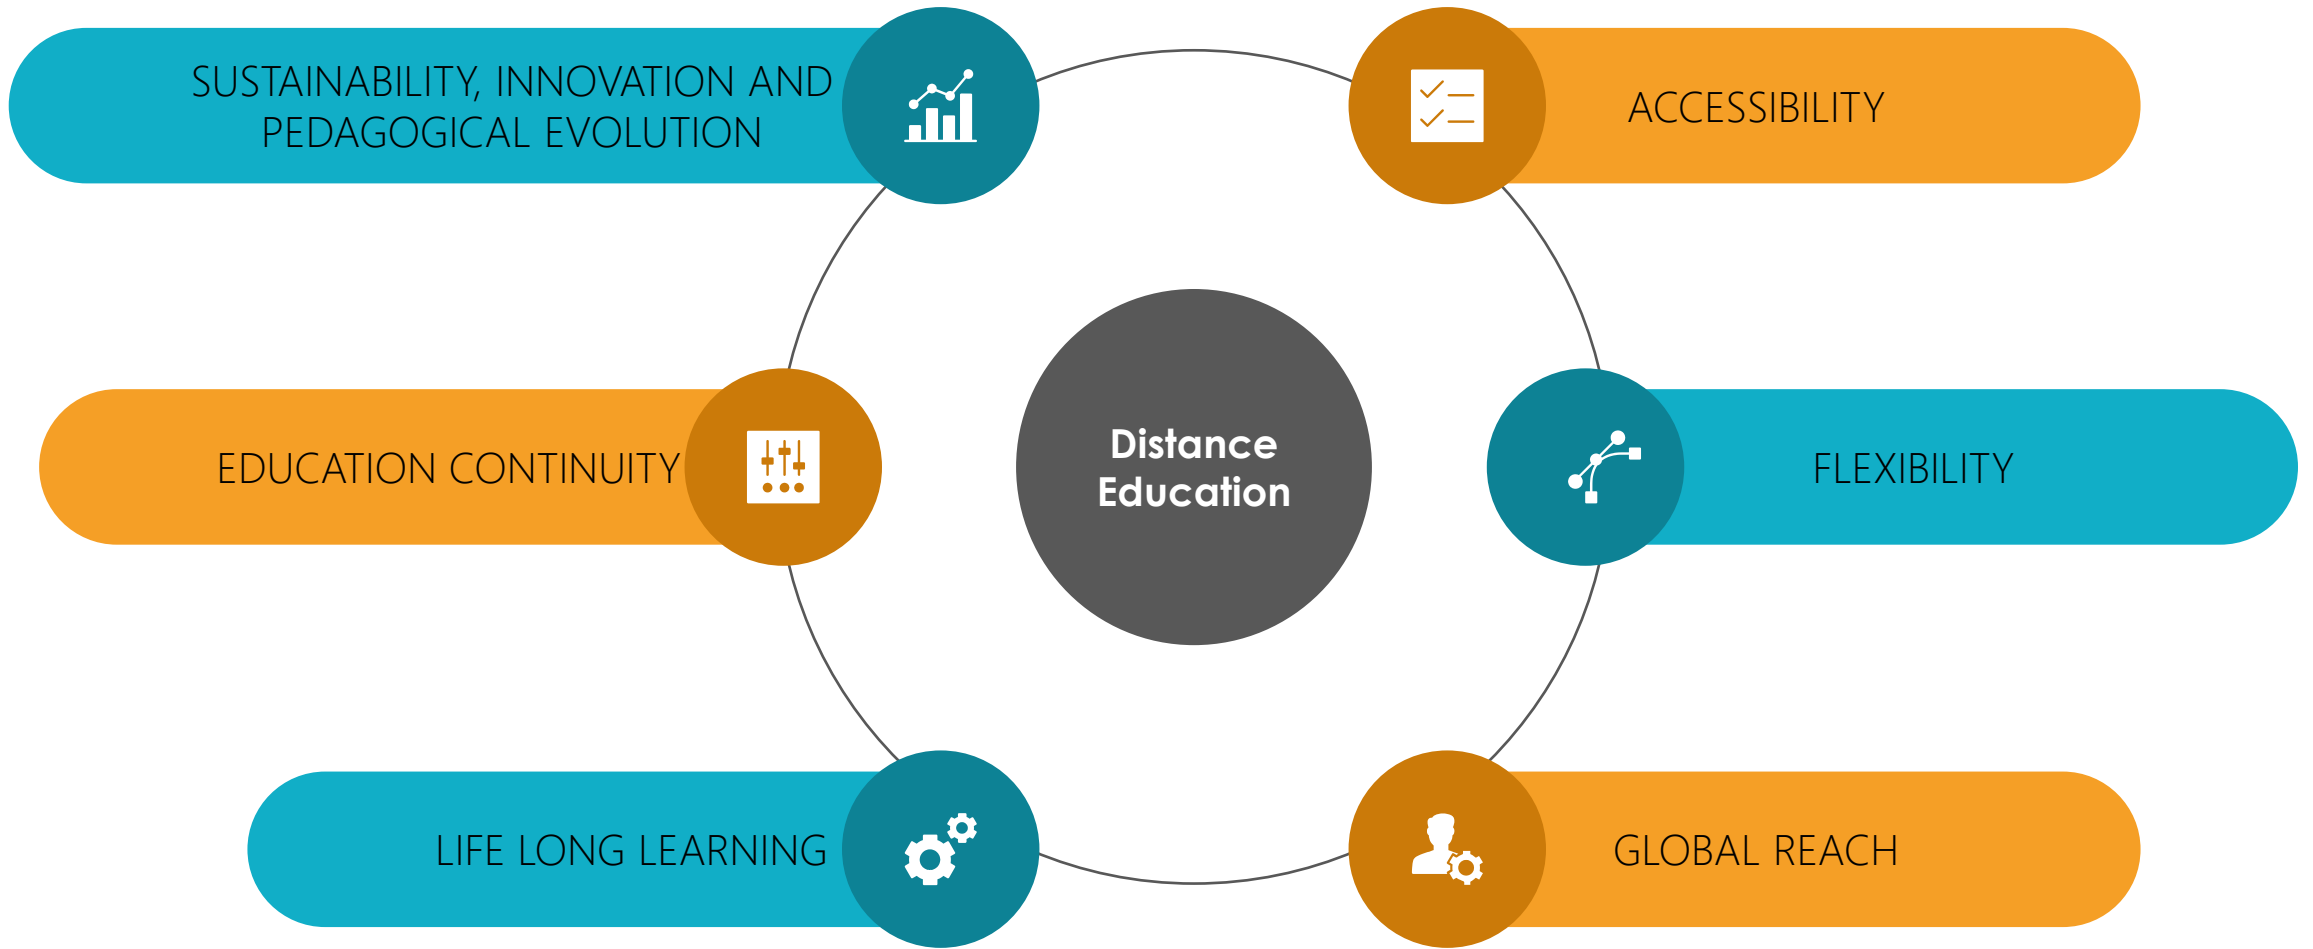 SUSTAINABILITY, INNOVATION AND
PEDAGOGICAL EVOLUTION
ACCESSIBILITY
EDUCATION CONTINUITY
Distance
Education
FLEXIBILITY
LIFE LONG LEARNING
GLOBAL REACH